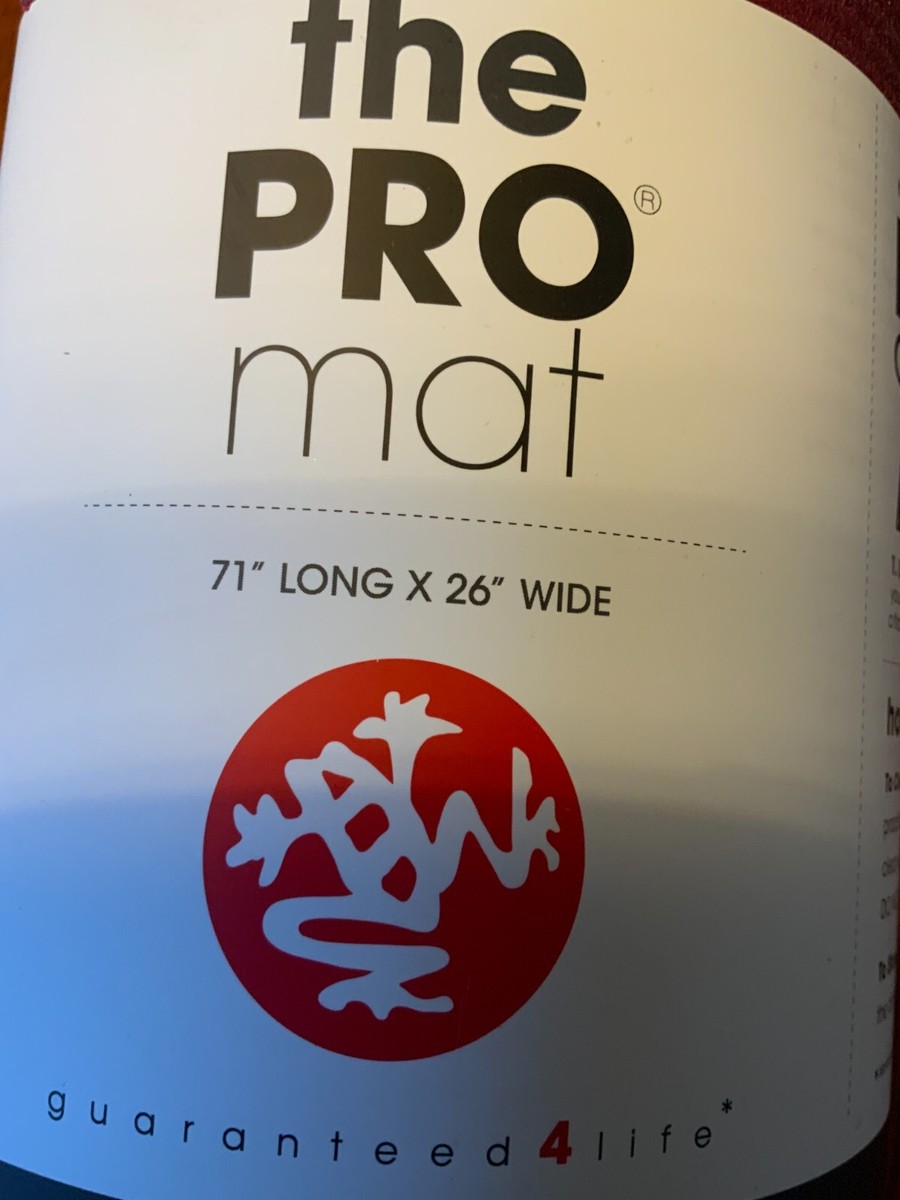 the
PRO®
mat
71" LONG X 26" WIDE
guaranteed4life*